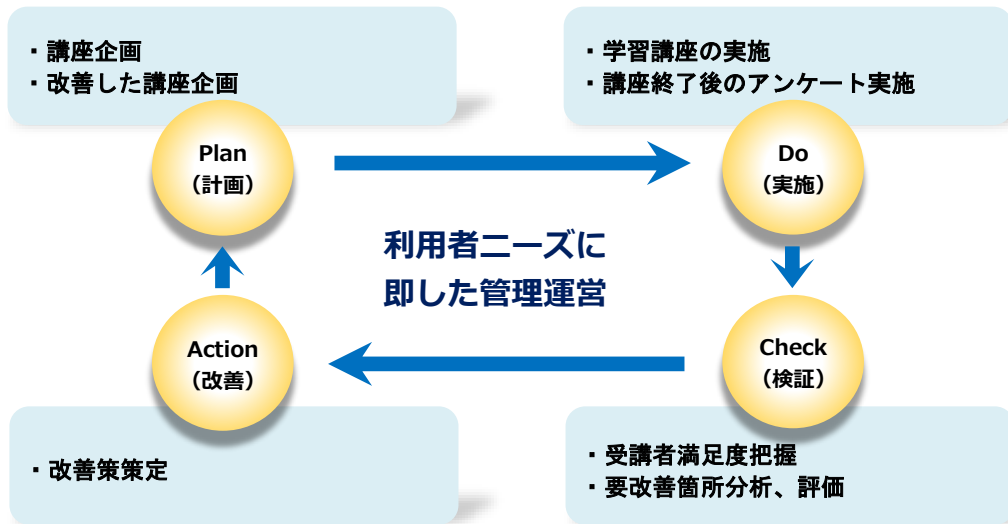 ・講座企画
・改善した講座企画
・学習講座の実施
・講座終了後のアンケート実施
Plan
（計画）
Do
（実施）
利用者ニーズに
即した管理運営
Action
（改善）
Check
（検証）
・改善策策定
・受講者満足度把握
・要改善箇所分析、評価